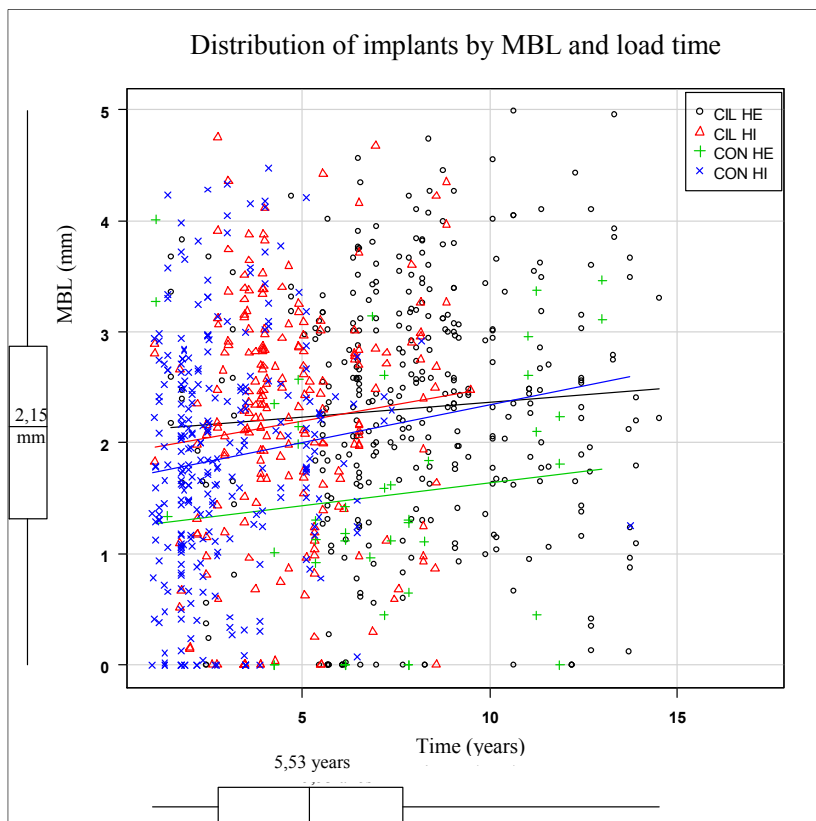 Distribution of implants by MBL and load time
CIL HE
CIL HI
CON HE
CON HI
MBL (mm)
5
4
3
2
1
0
2,15
mm
5
10
15
Time (years)
5,53 years